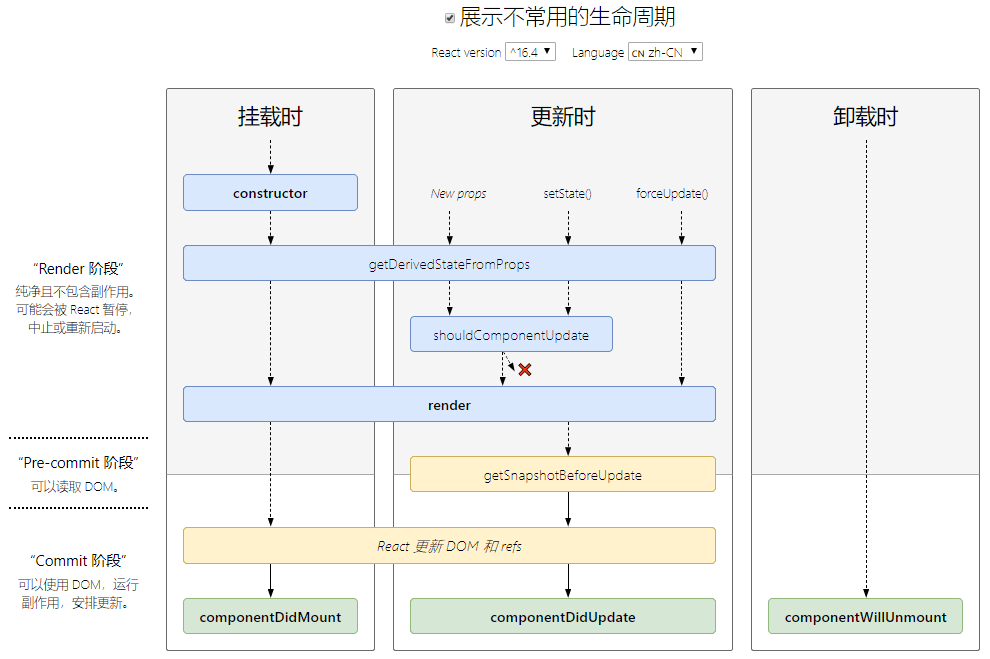 展示不常用的生命周期
React version ^16.4 Language CN zh-CN
挂载时
更新时
卸载时
constructor
New props
setState()
forceUpdate()
getDerivedStateFromProps
“Render 阶段”
纯净且不包含副作用。
可能会被 React 暂停，
中止或重新启动。
shouldComponentUpdate
render
“Pre-commit 阶段”
可以读取 DOM。
getSnapshotBeforeUpdate
React 更新 DOM 和 refs
“Commit 阶段”
可以使用 DOM，运行
副作用，安排更新。
componentDidMount
componentDidUpdate
componentWillUnmount